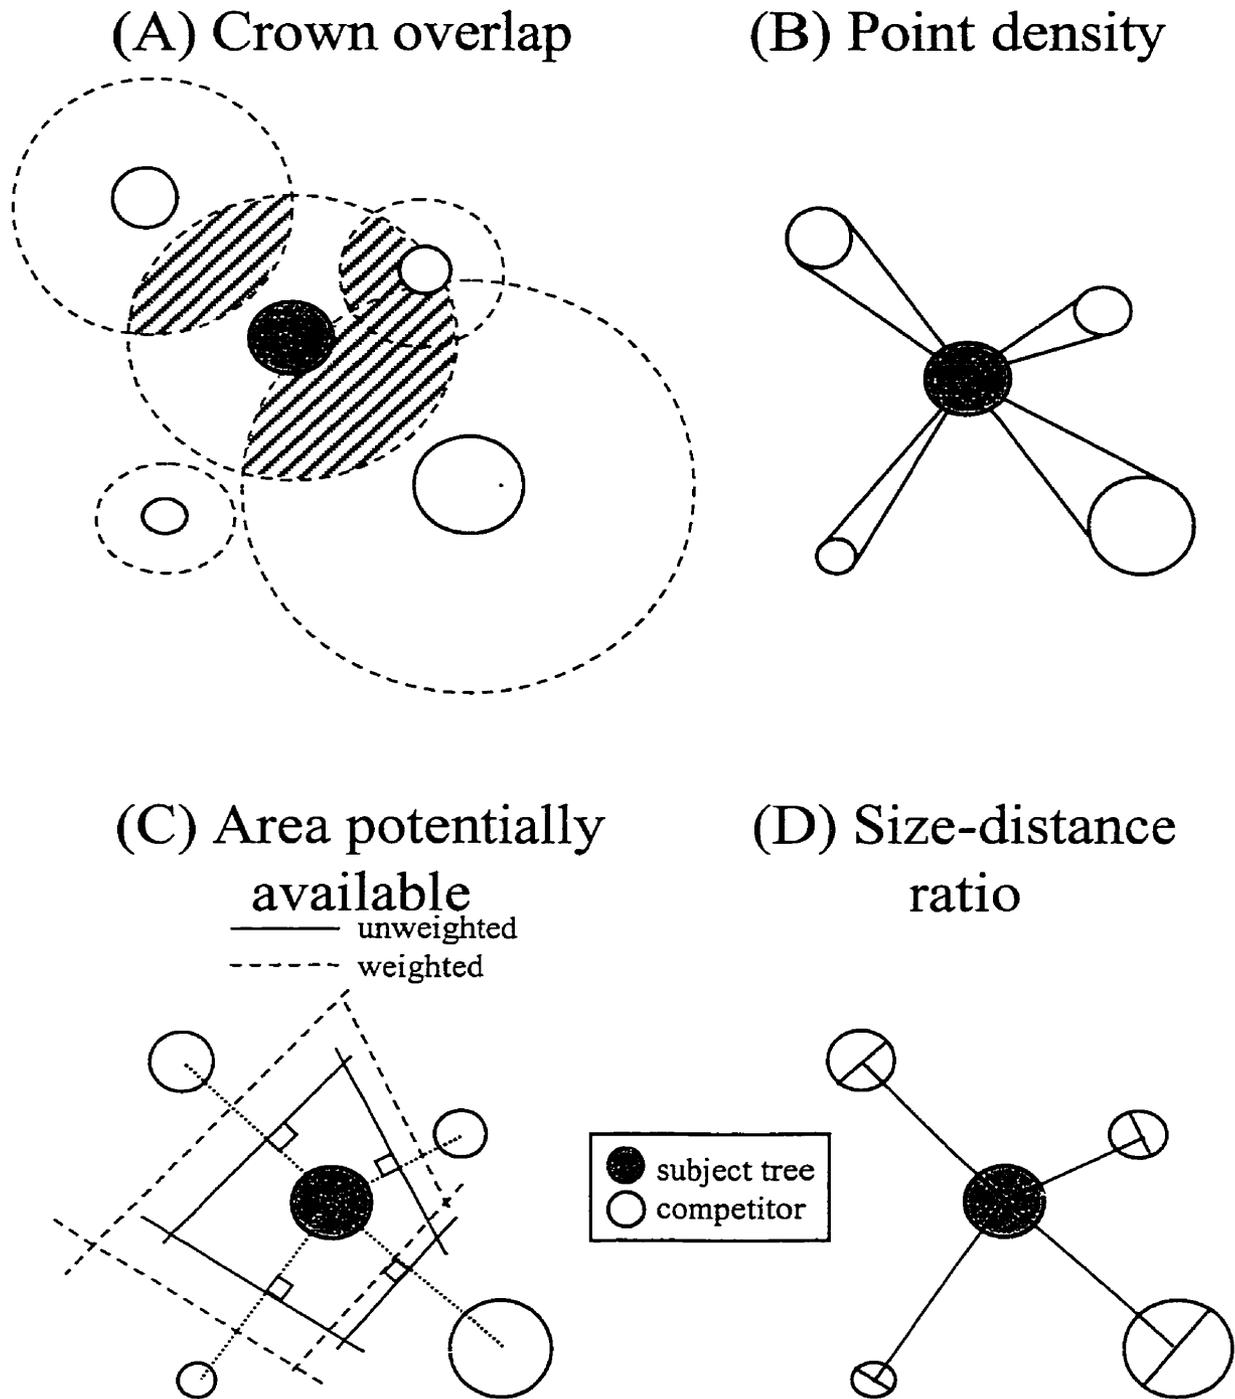 (A) Crown overlap
(B) Point density
(C) Area potentially
available
unweighted
weighted
(D) Size-distance
ratio
subject tree
competitor